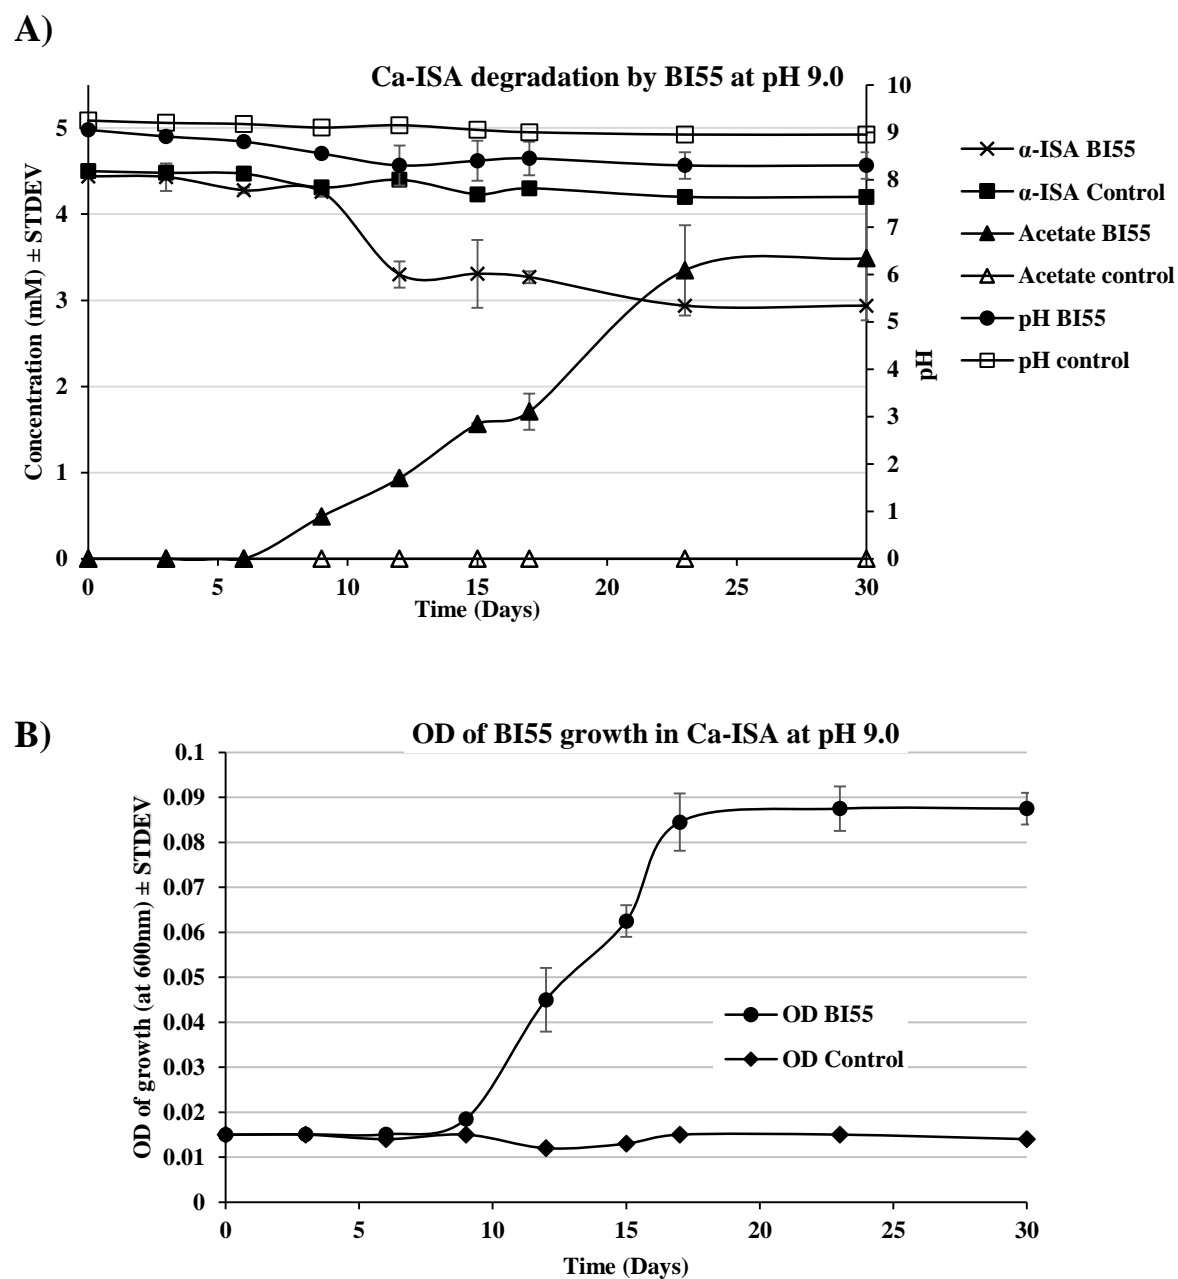 A)
Ca-ISA degradation by BI55 at pH 9.0
Concentration (mM) ± STDEV
5
4
3
2
1
0
10
9
8
7
6
5
4
3
2
1
0
pH
0 5 10 15 20 25 30
Time (Days)
α-ISA BI55
α-ISA Control
Acetate BI55
Acetate control
pH BI55
pH control
B)
OD of BI55 growth in Ca-ISA at pH 9.0
OD of growth (at 600nm) ± STDEV
0.1
0.09
0.08
0.07
0.06
0.05
0.04
0.03
0.02
0.01
0
OD BI55
OD Control
0 5 10 15 20 25 30
Time (Days)